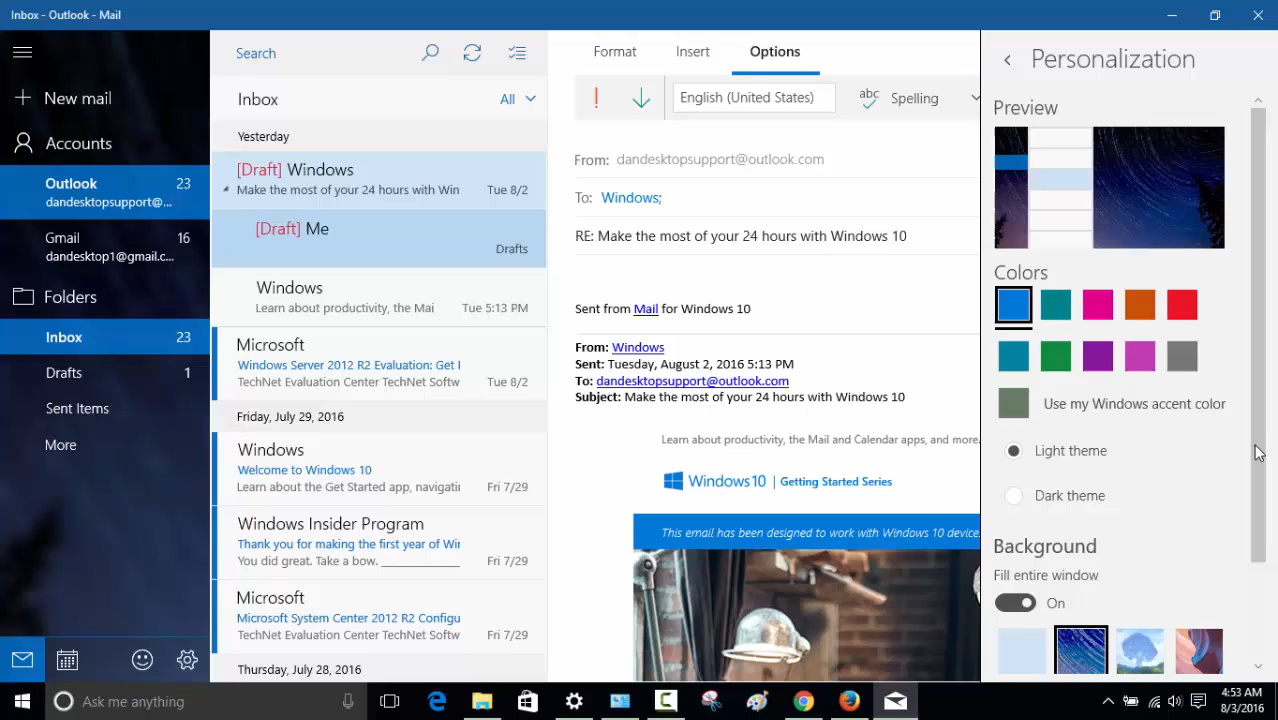 Inbox - Outlook - Mail
New mail
Accounts
Outlook 23
dandesktopsupport@...
Gmail 16
dandesktop1@gmail.c...
Folders
Inbox 23
Drafts 1
Sent Items
More
Search
Inbox All
Yesterday
[Draft] Windows
Make the most of your 24 hours with Win Tue 8/2
[Draft] Me
Drafts
Windows
Learn about productivity, the Mai Tue 5:13 PM
Microsoft
Windows Server 2012 R2 Evaluation: Get I
TechNet Evaluation Center TechNet Softw Tue 8/2
Friday, July 29, 2016
Windows
Welcome to Windows 10
Learn about the Get Started app, navigati Fri 7/29
Windows Insider Program
Thank you for making the first year of Wi
You did great. Take a bow. ____________ Fri 7/29
Microsoft
Microsoft System Center 2012 R2 Configu
TechNet Evaluation Center TechNet Softw Fri 7/29
Thursday, July 28, 2016
Format Insert Options
English (United States) abc Spelling
From: dandesktopsupport@outlook.com
To: Windows;
RE: Make the most of your 24 hours with Windows 10
Sent from Mail for Windows 10
From: Windows
Sent: Tuesday, August 2, 2016 5:13 PM
To: dandesktopsupport@outlook.com
Subject: Make the most of your 24 hours with Windows 10
Learn about productivity, the Mail and Calendar apps, and more.
Windows10 | Getting Started Series
This email has been designed to work with Windows 10 device.
Personalization
Preview
Colors
Use my Windows accent color
Light theme
Dark theme
Background
Fill entire window
On
Ask me anything
4:53 AM
8/3/2016